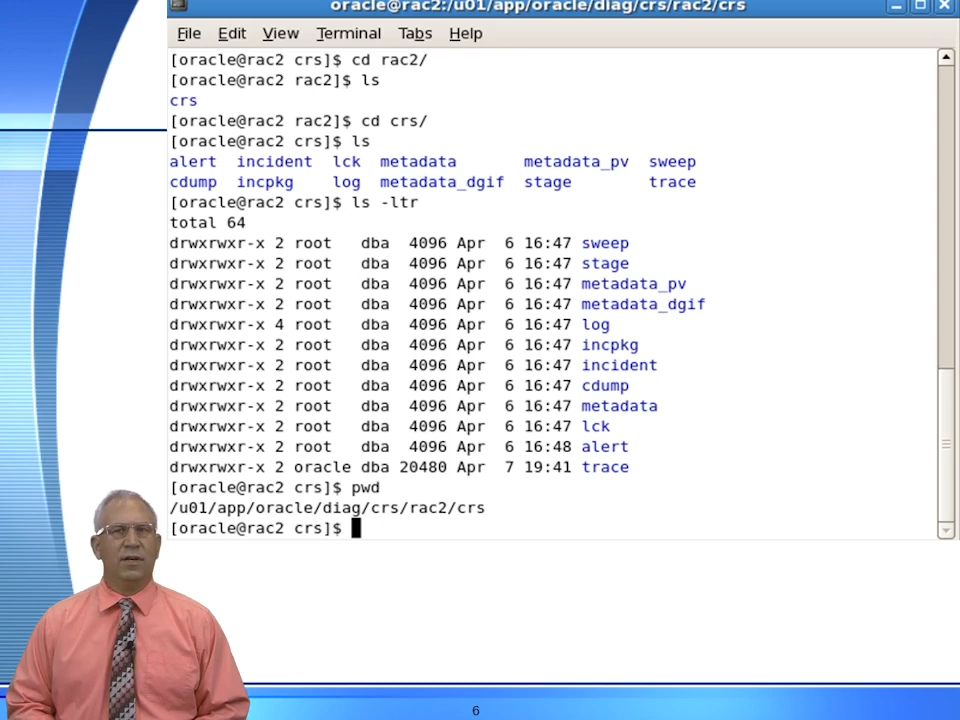 oracle@rac2:/u01/app/oracle/diag/crs/rac2/crs
File Edit View Terminal Tabs Help
[oracle@rac2 crs]$ cd rac2/
[oracle@rac2 rac2]$ ls
crs
[oracle@rac2 rac2]$ cd crs/
[oracle@rac2 crs]$ ls
alert incident lck metadata metadata_pv sweep
cdump incpkg log metadata_dgif stage trace
[oracle@rac2 crs]$ ls -ltr
total 64
drwxrwxr-x 2 root dba 4096 Apr 6 16:47 sweep
drwxrwxr-x 2 root dba 4096 Apr 6 16:47 stage
drwxrwxr-x 2 root dba 4096 Apr 6 16:47 metadata_pv
drwxrwxr-x 2 root dba 4096 Apr 6 16:47 metadata_dgif
drwxrwxr-x 4 root dba 4096 Apr 6 16:47 log
drwxrwxr-x 2 root dba 4096 Apr 6 16:47 incpkg
drwxrwxr-x 2 root dba 4096 Apr 6 16:47 incident
drwxrwxr-x 2 root dba 4096 Apr 6 16:47 cdump
drwxrwxr-x 2 root dba 4096 Apr 6 16:47 metadata
drwxrwxr-x 2 root dba 4096 Apr 6 16:47 lck
drwxrwxr-x 2 root dba 4096 Apr 6 16:48 alert
drwxrwxr-x 2 oracle dba 20480 Apr 7 19:41 trace
[oracle@rac2 crs]$ pwd
/u01/app/oracle/diag/crs/rac2/crs
[oracle@rac2 crs]$
6